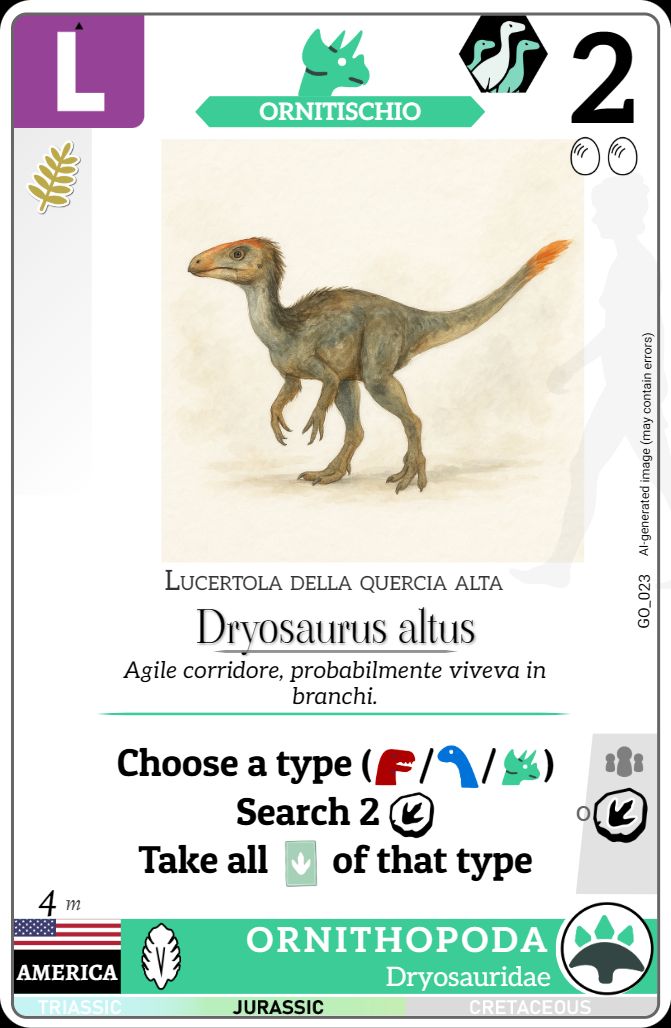 L
ORNITISCHIO
2
AI-generated image (may contain errors)
GO_023
LUCERTOLA DELLA QUERCIA ALTA
Dryosaurus altus
Agile corridore, probabilmente viveva in
branchi.
Choose a type ( / / )
Search 2
Take all of that type
o
4 m
AMERICA
ORNITHOPODA
Dryosauridae
TRIASSIC JURASSIC CRETACEOUS